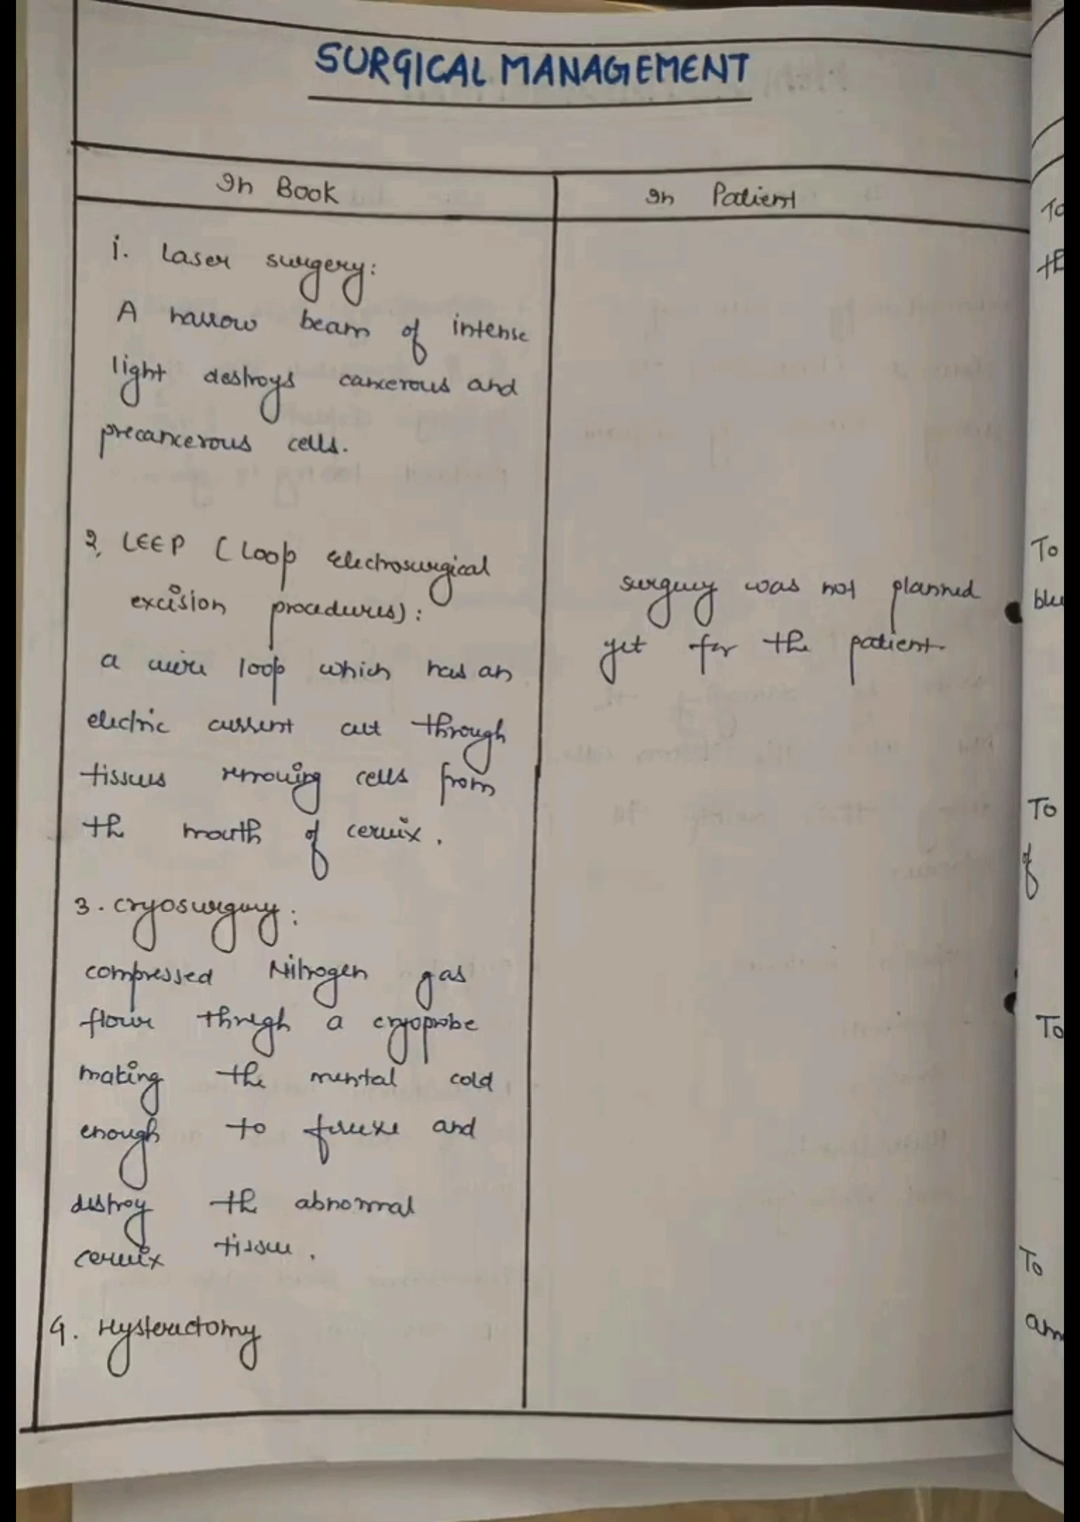 SURGICAL MANAGEMENT
In Book
In Patient
1. Laser surgery:
A narrow beam of intense
light destroys cancerous and
precancerous cells.
2, LEEP (Loop electrosurgical
excision procedures):
a wire loop which has an
electric current cut through
tissues removing cells from
the mouth of cervix.
3. cryosurgery:
compressed Nitrogen gas
flow through a cryoprobe
making the mental cold
enough to freeze and
destroy the abnormal
cervix tissue.
4. Hysterectomy
surgery was not planned
yet for the patient.
To
th
To
blu
To
of
To
To
am